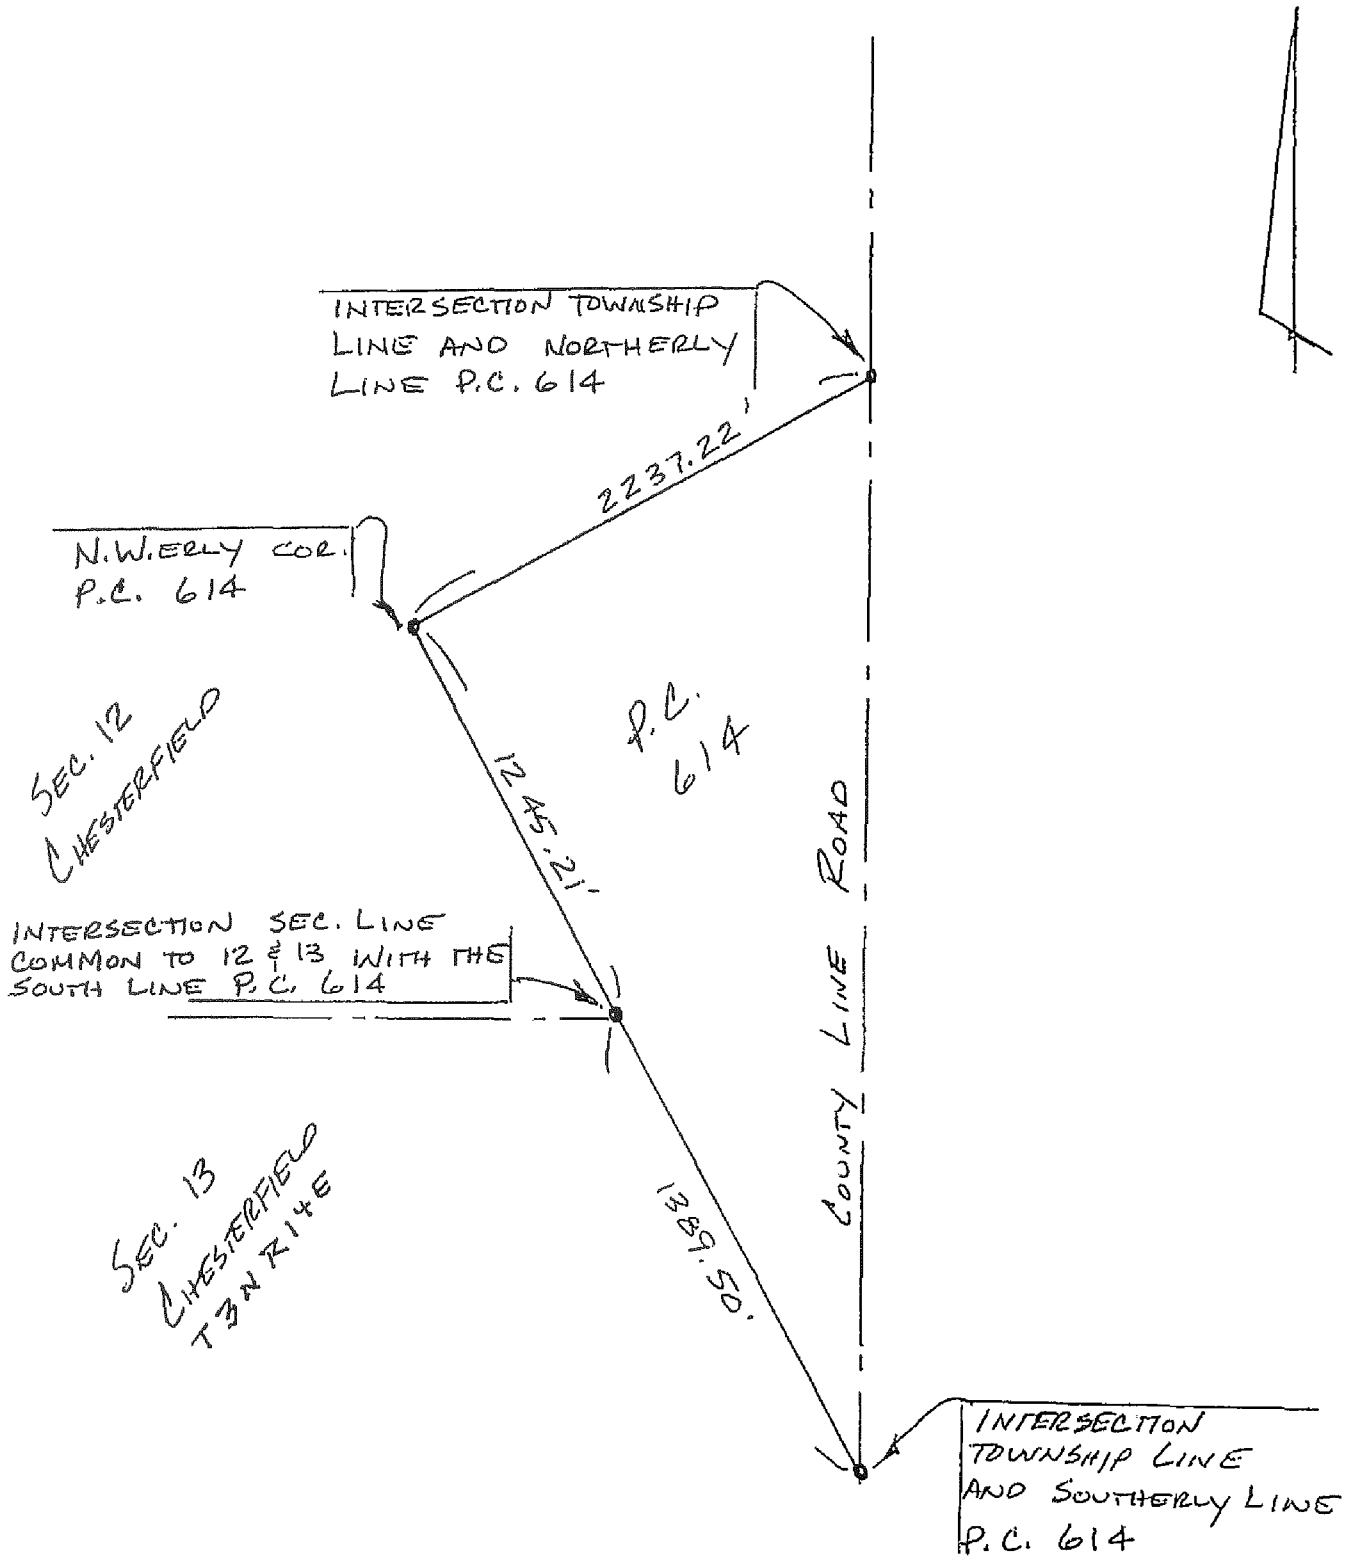 INTERSECTION TOWNSHIP
LINE AND NORTHERLY
LINE P.C. 614
2237.22'
N.W.ERLY COR.
P.C. 614
P.C.
614
SEC. 12
CHESTERFIELD
1245.21'
COUNTY LINE ROAD
INTERSECTION SEC. LINE
COMMON TO 12 & 13 WITH THE
SOUTH LINE P.C. 614
SEC. 13
CHESTERFIELD
T3N R14E
1389.50'
INTERSECTION
TOWNSHIP LINE
AND SOUTHERLY LINE
P.C. 614